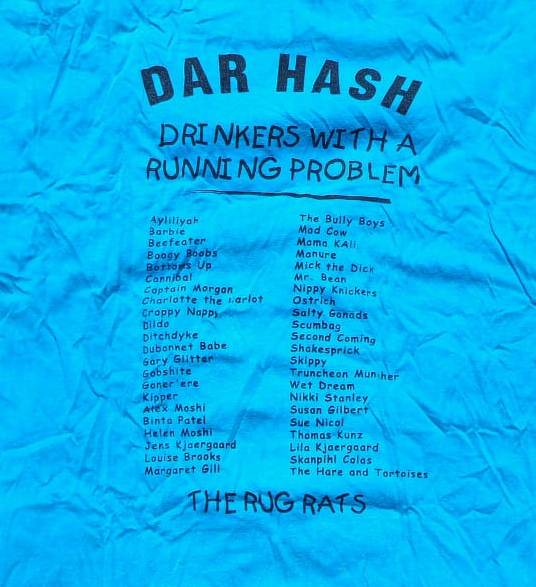 DAR HASH
DRINKERS WITH A
RUNNING PROBLEM
Ayliliyah
Barbie
Beefeater
Boogy Boobs
Bottoms Up
Cannibal
Captain Morgan
Charlotte the Harlot
Crappy Nappy
Dildo
Ditchdyke
Dubonnet Babe
Gary Glitter
Gobshite
Goner'ere
Kipper
Alex Moshi
Binta Patel
Helen Moshi
Jens Kjaergaard
Louise Brooks
Margaret Gill
The Bully Boys
Mad Cow
Mama KAli
Manure
Mick the Dick
Mr. Bean
Nippy Knickers
Ostrich
Salty Gonads
Scumbag
Second Coming
Shakesprick
Skippy
Truncheon Muncher
Wet Dream
Nikki Stanley
Susan Gilbert
Sue Nicol
Thomas Kunz
Lila Kjaergaard
Skanpihl Colas
The Hare and Tortoises
THE RUG RATS